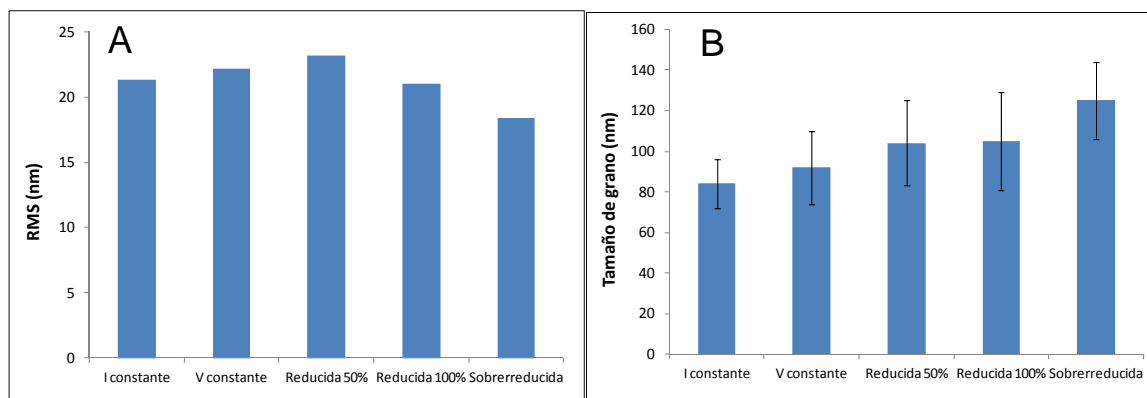 A
RMS (nm)
25
20
15
10
5
0
I constante V constante Reducida 50% Reducida 100% Sobrerreducida
B
Tamaño de grano (nm)
160
140
120
100
80
60
40
20
0
I constante V constante Reducida 50% Reducida 100% Sobrerreducida